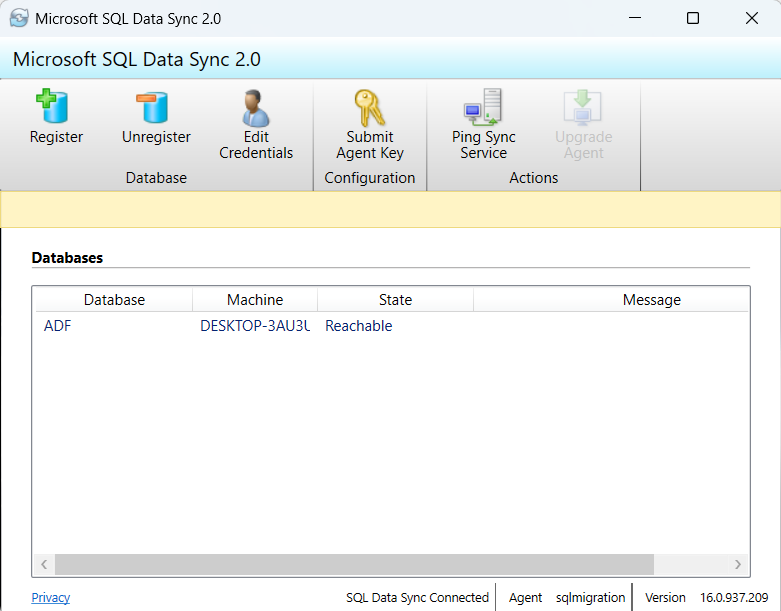 Microsoft SQL Data Sync 2.0
Microsoft SQL Data Sync 2.0
Register
Unregister
Edit
Credentials
Database
Submit
Agent Key
Configuration
Ping Sync
Service
Upgrade
Agent
Actions
Databases
Database Machine State Message
ADF DESKTOP-3AU3U Reachable
Privacy SQL Data Sync Connected Agent sqlmigration Version 16.0.937.209